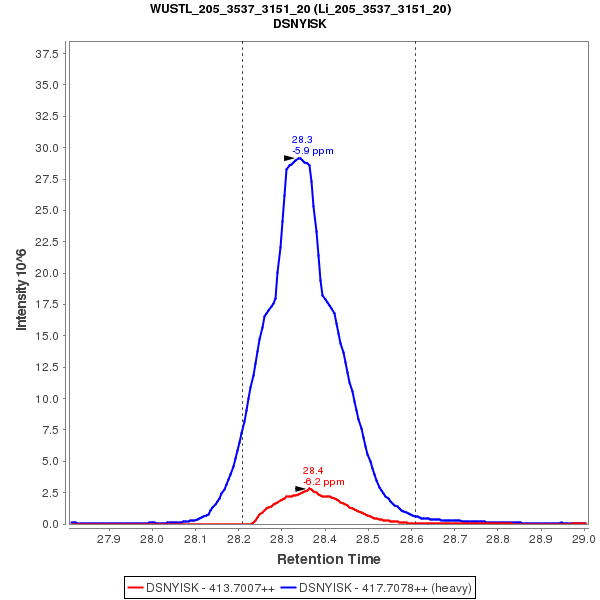 WUSTL_205_3537_3151_20 (Li_205_3537_3151_20)
DSNYISK
37.5
35.0
32.5
30.0
27.5
25.0
22.5
20.0
17.5
15.0
12.5
10.0
7.5
5.0
2.5
0.0
Intensity 10^6
28.3
-5.9 ppm
28.4
-6.2 ppm
27.9 28.0 28.1 28.2 28.3 28.4 28.5 28.6 28.7 28.8 28.9 29.0
Retention Time
DSNYISK - 413.7007++ DSNYISK - 417.7078++ (heavy)